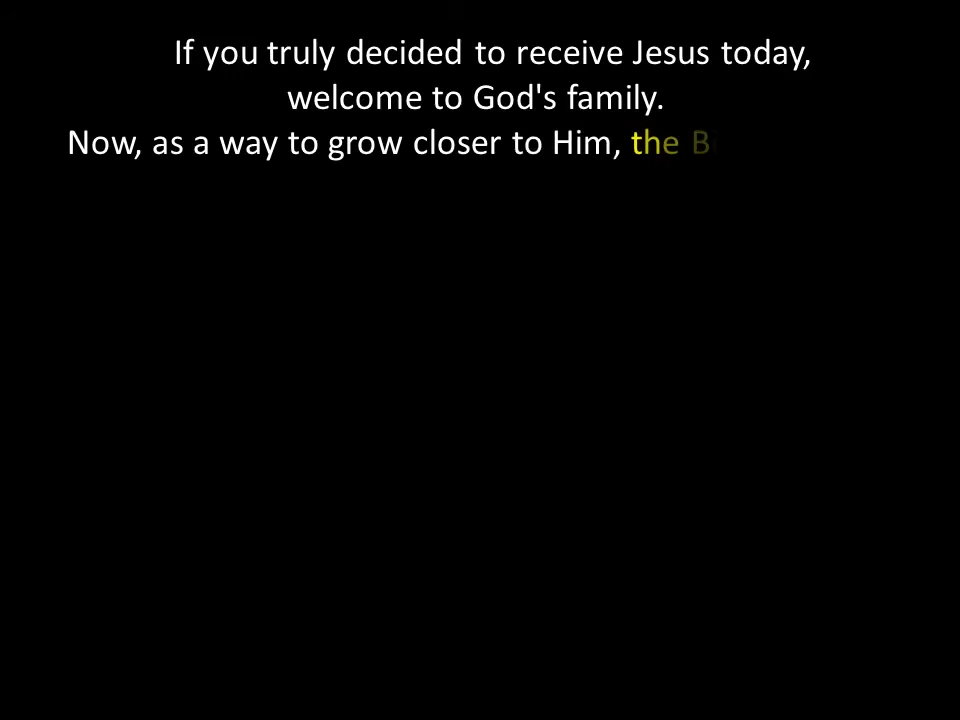 If you truly decided to receive Jesus today,
welcome to God's family.
Now, as a way to grow closer to Him, the